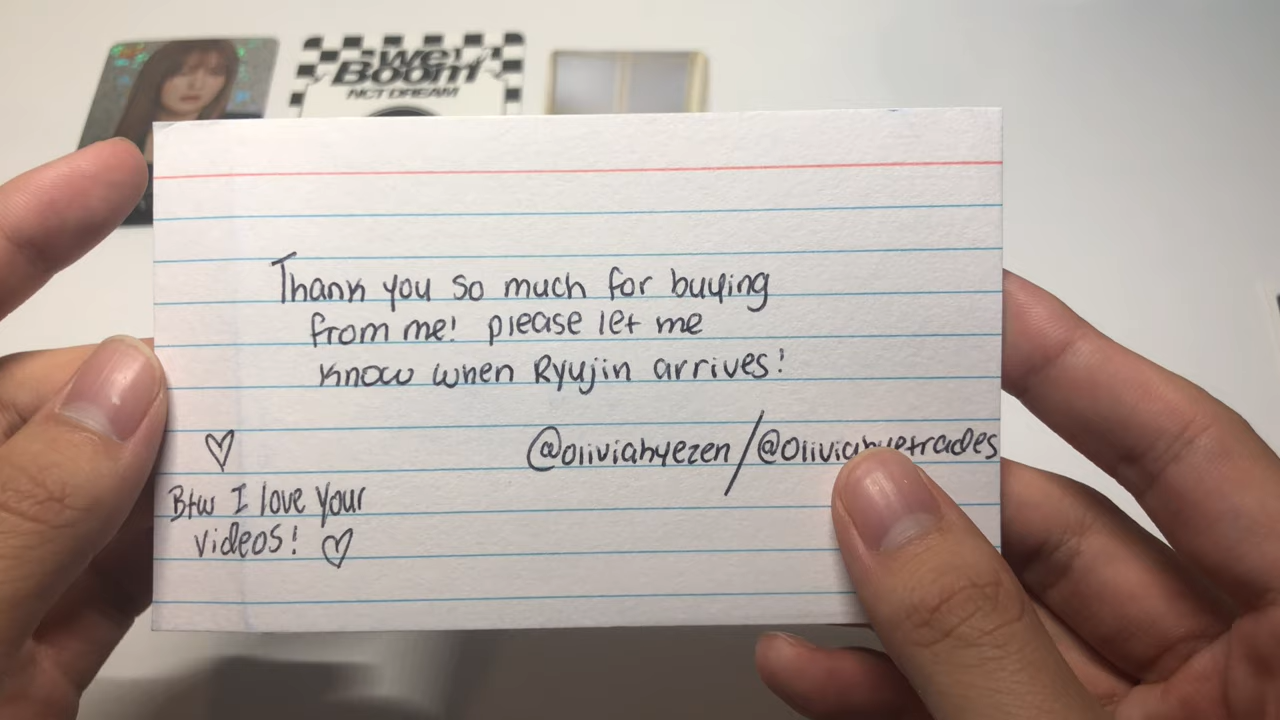 We
Boom
NCT DREAM
Thank you so much for buying
from me! please let me
know when Ryujin arrives!
@oliviahyezen/@oliviahyetrades
Btw I love your
videos!